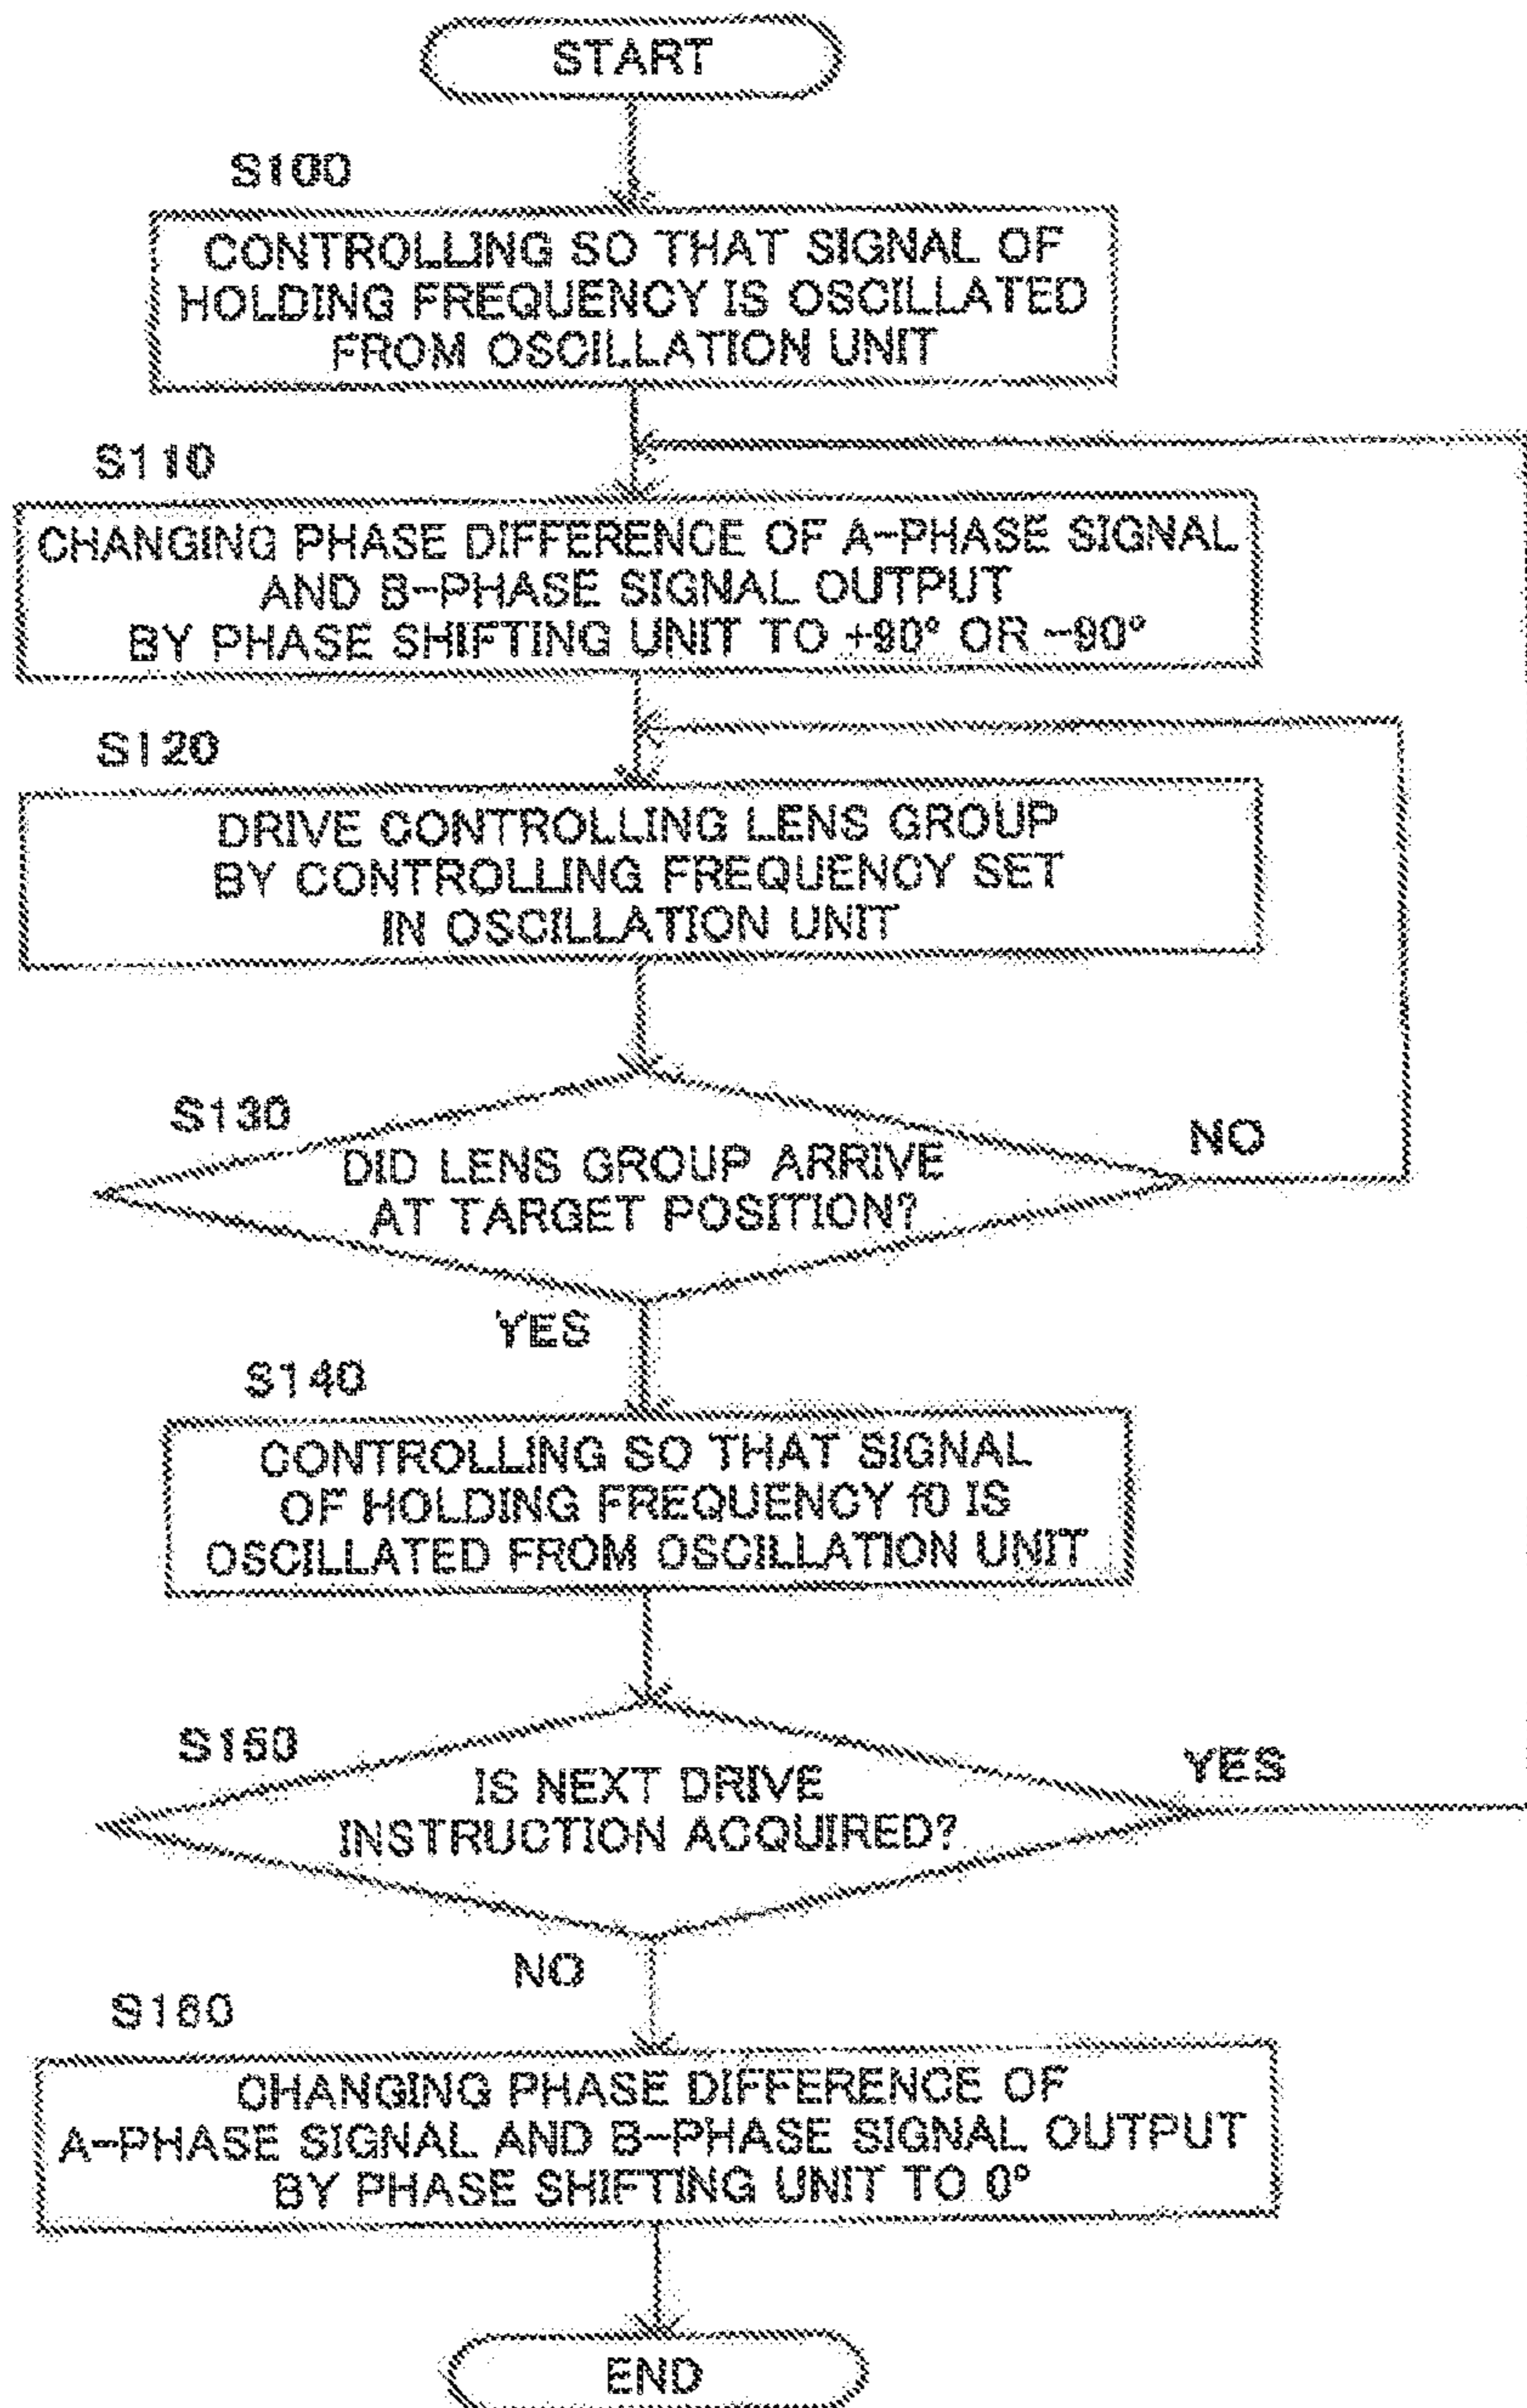 START
S100
CONTROLLING SO THAT SIGNAL OF
HOLDING FREQUENCY IS OSCILLATED
FROM OSCILLATION UNIT
S110
CHANGING PHASE DIFFERENCE OF A-PHASE SIGNAL
AND B-PHASE SIGNAL OUTPUT
BY PHASE SHIFTING UNIT TO +90° OR -90°
S120
DRIVE CONTROLLING LENS GROUP
BY CONTROLLING FREQUENCY SET
IN OSCILLATION UNIT
S130
DID LENS GROUP ARRIVE
AT TARGET POSITION?
NO
YES
S140
CONTROLLING SO THAT SIGNAL
OF HOLDING FREQUENCY f0 IS
OSCILLATED FROM OSCILLATION UNIT
S150
IS NEXT DRIVE
INSTRUCTION ACQUIRED?
YES
NO
S160
CHANGING PHASE DIFFERENCE OF
A-PHASE SIGNAL AND B-PHASE SIGNAL OUTPUT
BY PHASE SHIFTING UNIT TO 0°
END